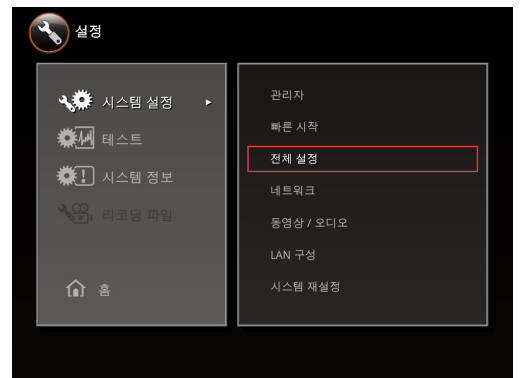 설정
시스템 설정
테스트
시스템 정보
리코딩 파일
홈
관리자
빠른 시작
전체 설정
네트워크
동영상 / 오디오
LAN 구성
시스템 재설정